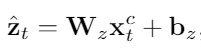 ẑ_t = W_z x_t^c + b_z,